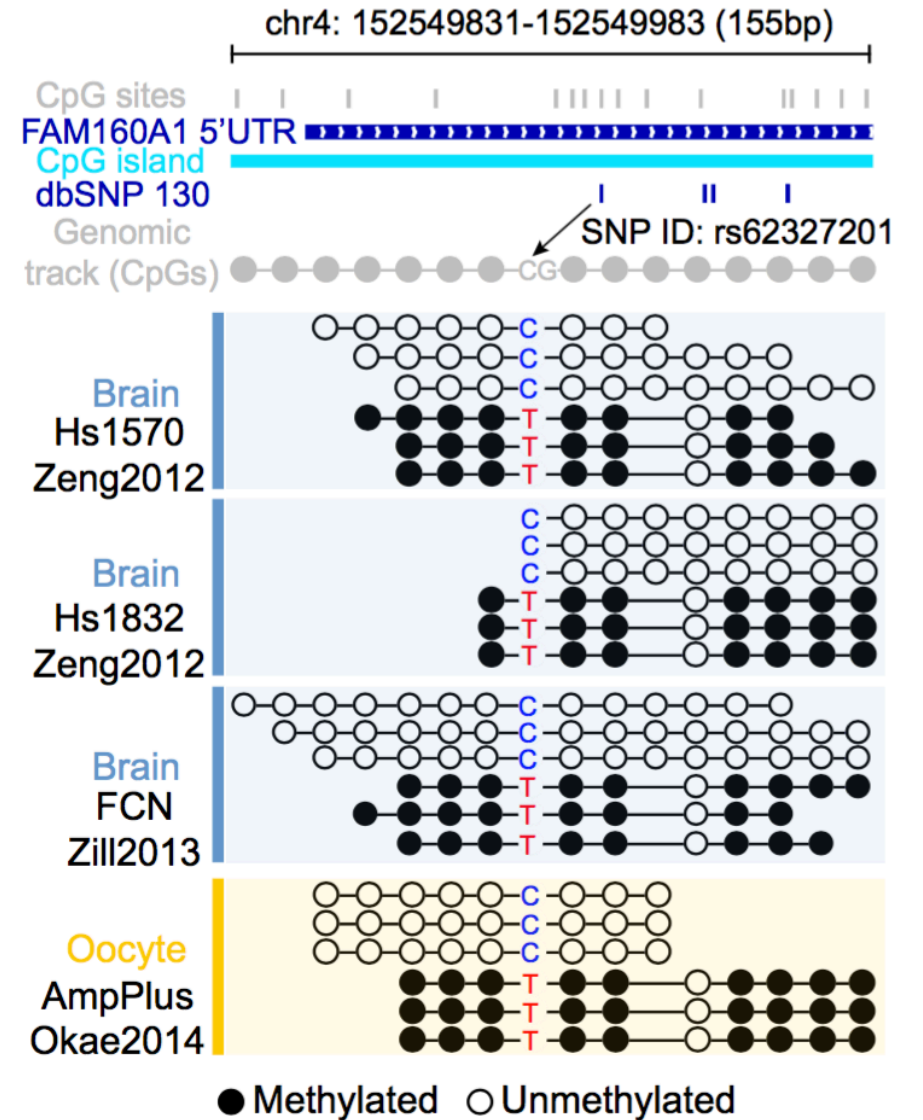 chr4: 152549831-152549983 (155bp)
CpG sites
FAM160A1 5’UTR
CpG island
dbSNP 130
Genomic
SNP ID: rs62327201
track (CpGs)
CG
C
C
Brain
C
Hs1570
T
T
Zeng2012
T
C
C
Brain
C
Hs1832
T
T
Zeng2012
T
C
C
C
Brain
T
FCN
T
Zill2013
T
C
C
Oocyte
C
AmpPlus
T
T
Okae2014
T
Methylated
Unmethylated